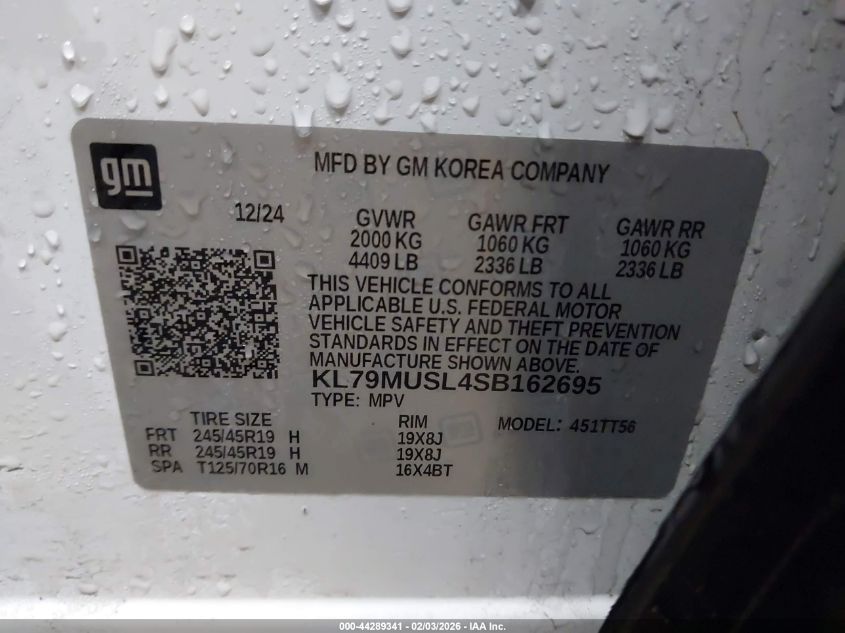 gm
MFD BY GM KOREA COMPANY
12/24 GVWR GAWR FRT GAWR RR
2000 KG 1060 KG 1060 KG
4409 LB 2336 LB 2336 LB
THIS VEHICLE CONFORMS TO ALL
APPLICABLE U.S. FEDERAL MOTOR
VEHICLE SAFETY AND THEFT PREVENTION
STANDARDS IN EFFECT ON THE DATE OF
MANUFACTURE SHOWN ABOVE.
KL79MUSL4SB162695
TYPE: MPV
TIRE SIZE RIM MODEL: 451TT56
FRT 245/45R19 H 19X8J
RR 245/45R19 H 19X8J
SPA T125/70R16 M 16X4BT
000-44289341 - 02/03/2026 - IAA Inc.